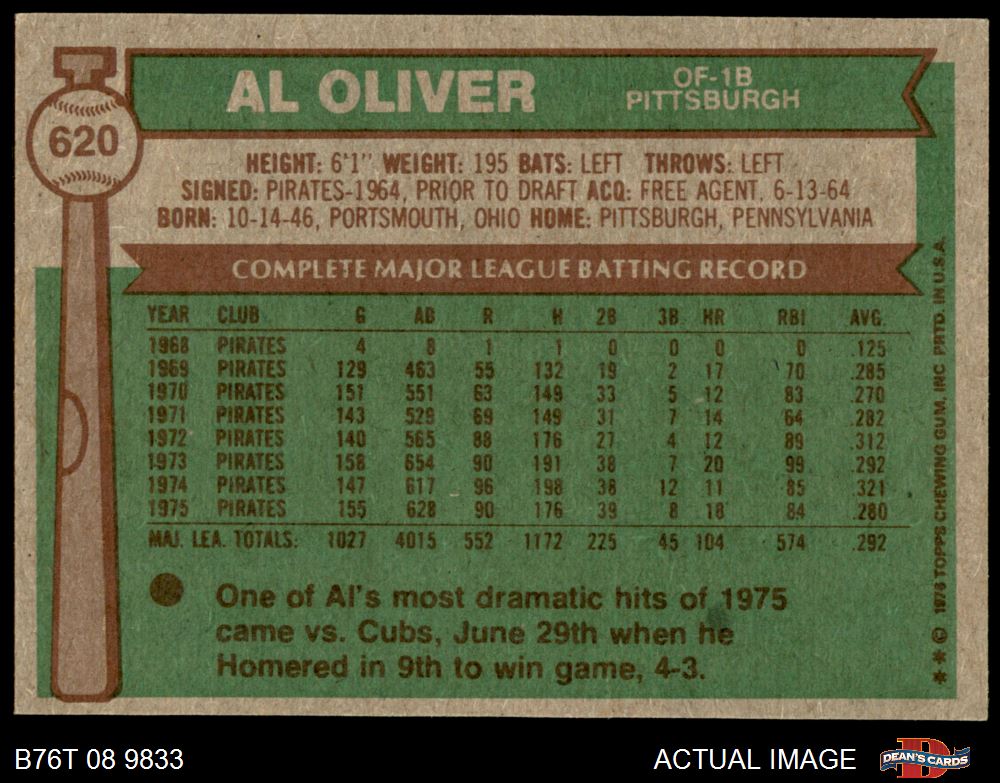 620
AL OLIVER
OF-1B
PITTSBURGH
HEIGHT: 6'1" WEIGHT: 195 BATS: LEFT THROWS: LEFT
SIGNED: PIRATES-1964, PRIOR TO DRAFT ACQ: FREE AGENT, 6-13-64
BORN: 10-14-46, PORTSMOUTH, OHIO HOME: PITTSBURGH, PENNSYLVANIA
COMPLETE MAJOR LEAGUE BATTING RECORD
YEAR CLUB G AB R H 2B 3B HR RBI AVG.
1968 PIRATES 4 8 1 1 0 0 0 0 .125
1969 PIRATES 129 463 55 132 19 2 17 70 .285
1970 PIRATES 151 551 63 149 33 5 12 83 .270
1971 PIRATES 143 529 69 149 31 7 14 64 .282
1972 PIRATES 140 565 88 176 27 4 12 89 .312
1973 PIRATES 158 654 90 191 38 7 20 99 .292
1974 PIRATES 147 617 96 198 38 12 11 85 .321
1975 PIRATES 155 628 90 176 39 8 18 84 .280
MAJ. LEA. TOTALS: 1027 4015 552 1172 225 45 104 574 .292
One of Al's most dramatic hits of 1975
came vs. Cubs, June 29th when he
Homered in 9th to win game, 4-3.
** © 1976 TOPPS CHEWING GUM, INC PRTD. IN U.S.A.
B76T 08 9833
ACTUAL IMAGE
DEAN'S CARDS